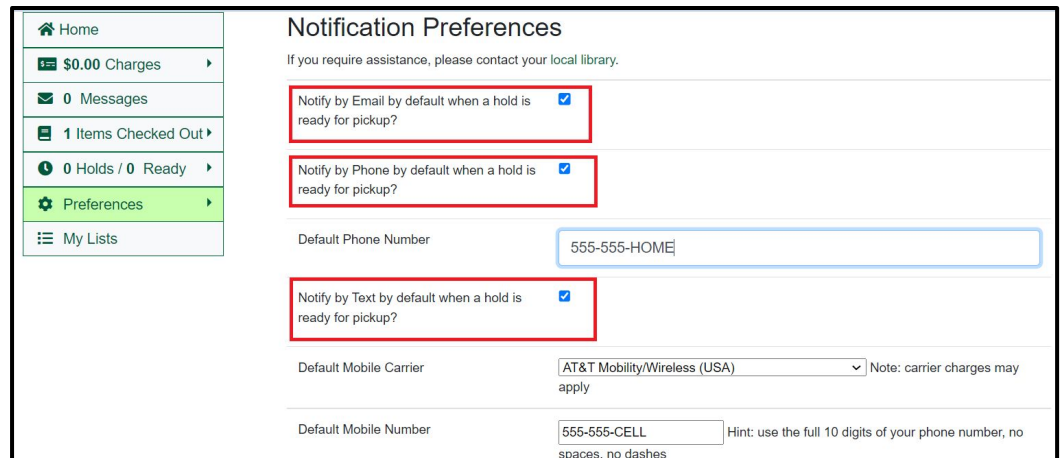 Home
$0.00 Charges
0 Messages
1 Items Checked Out
0 Holds / 0 Ready
Preferences
My Lists
Notification Preferences
If you require assistance, please contact your local library.
Notify by Email by default when a hold is
ready for pickup?
Notify by Phone by default when a hold is
ready for pickup?
Default Phone Number
555-555-HOME
Notify by Text by default when a hold is
ready for pickup?
Default Mobile Carrier
AT&T Mobility/Wireless (USA) Note: carrier charges may
apply
Default Mobile Number
555-555-CELL Hint: use the full 10 digits of your phone number, no
spaces, no dashes